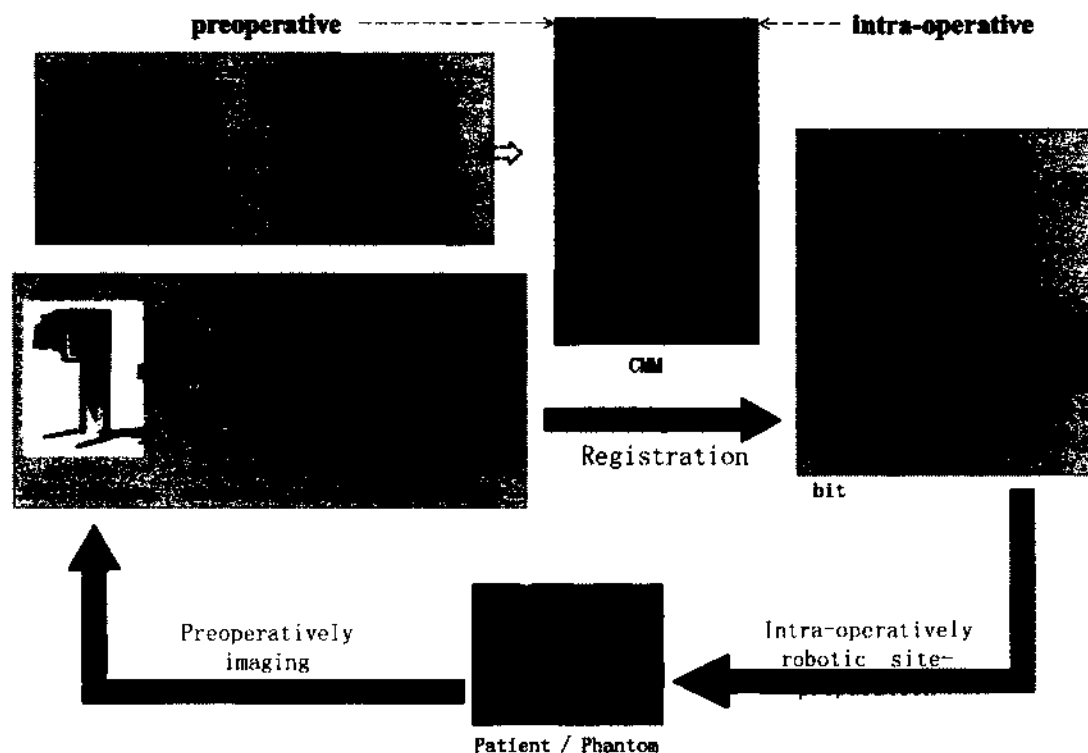 preoperative
intra-operative
CMM
Registration
bit
Preoperatively
imaging
Intra-operatively
robotic site-
Patient / Phantom